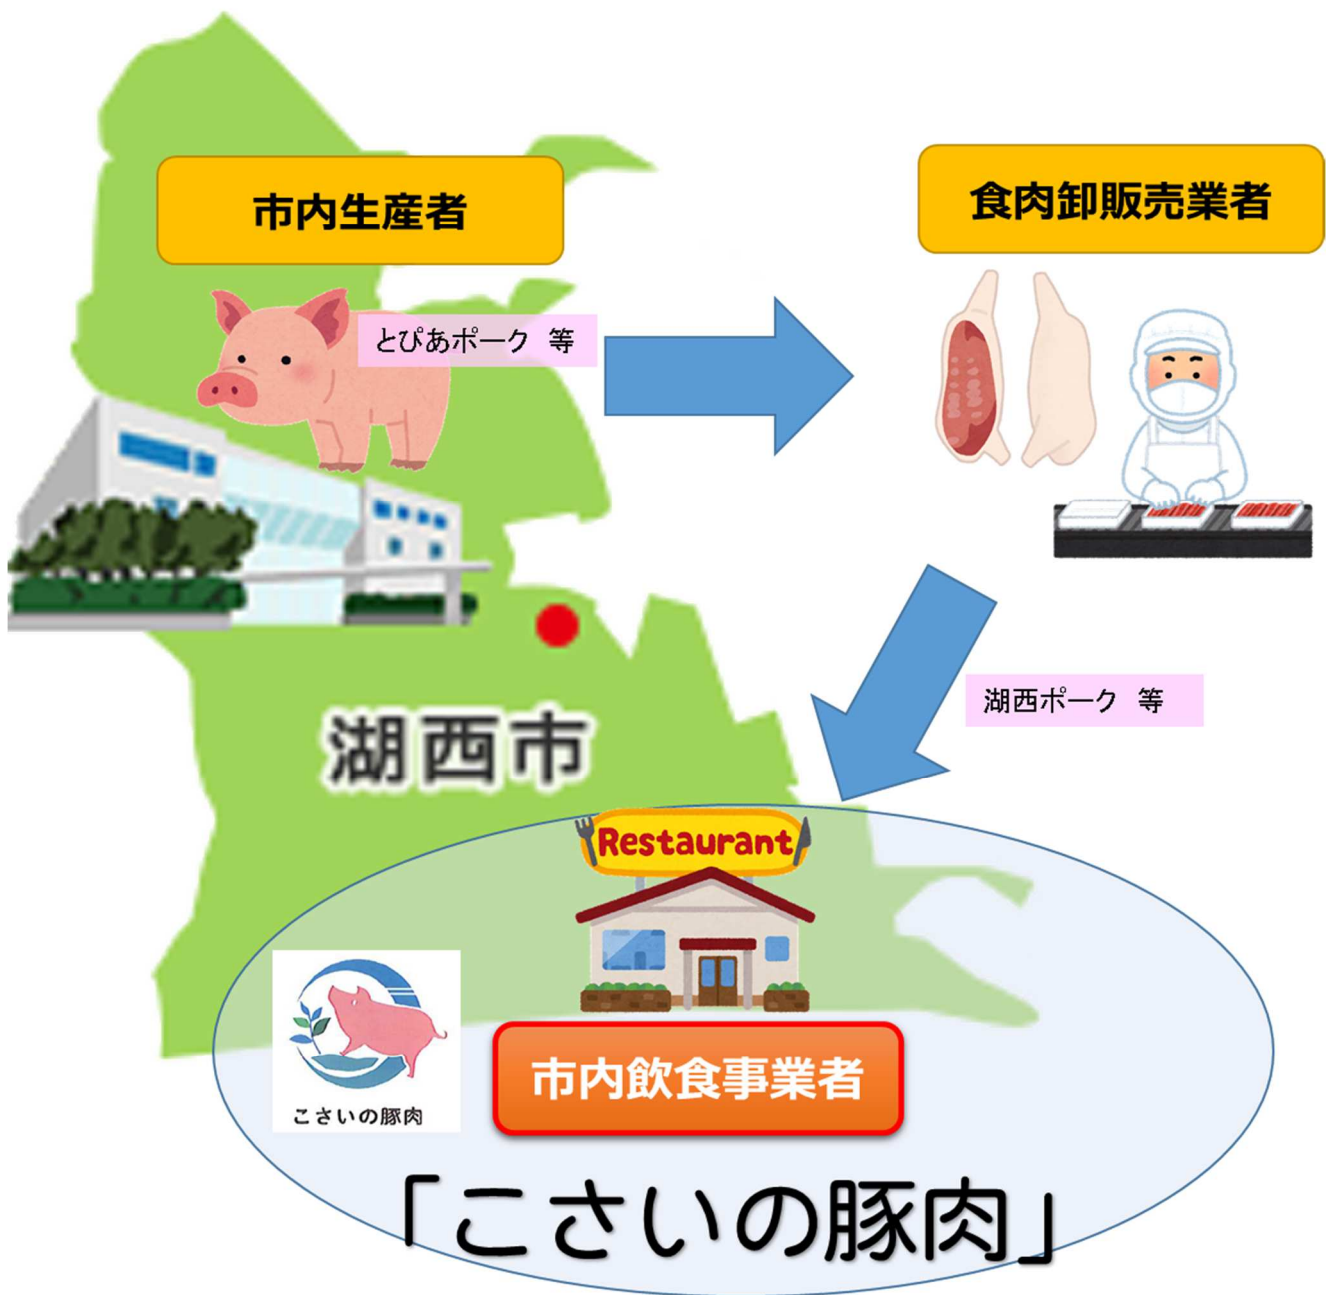 市内生産者
食肉卸販売業者
とぴあポーク 等
湖西ポーク 等
湖西市
Restaurant
こさいの豚肉
市内飲食事業者
「こさいの豚肉」